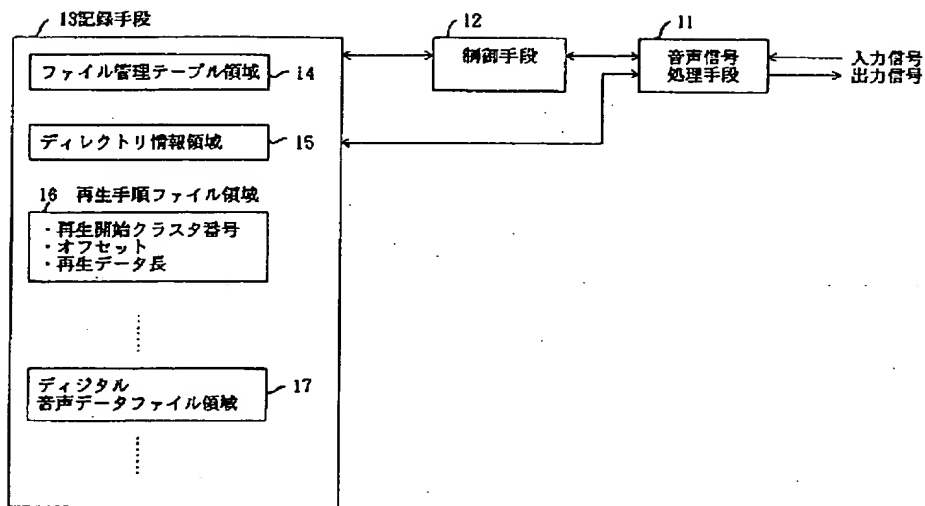 13記録手段
ファイル管理テーブル領域
14
ディレクトリ情報領域
15
16 再生手順ファイル領域
・再生開始クラスタ番号
・オフセット
・再生データ長
ディジタル
音声データファイル領域
17
12
制御手段
11
音声信号
処理手段
入力信号
出力信号